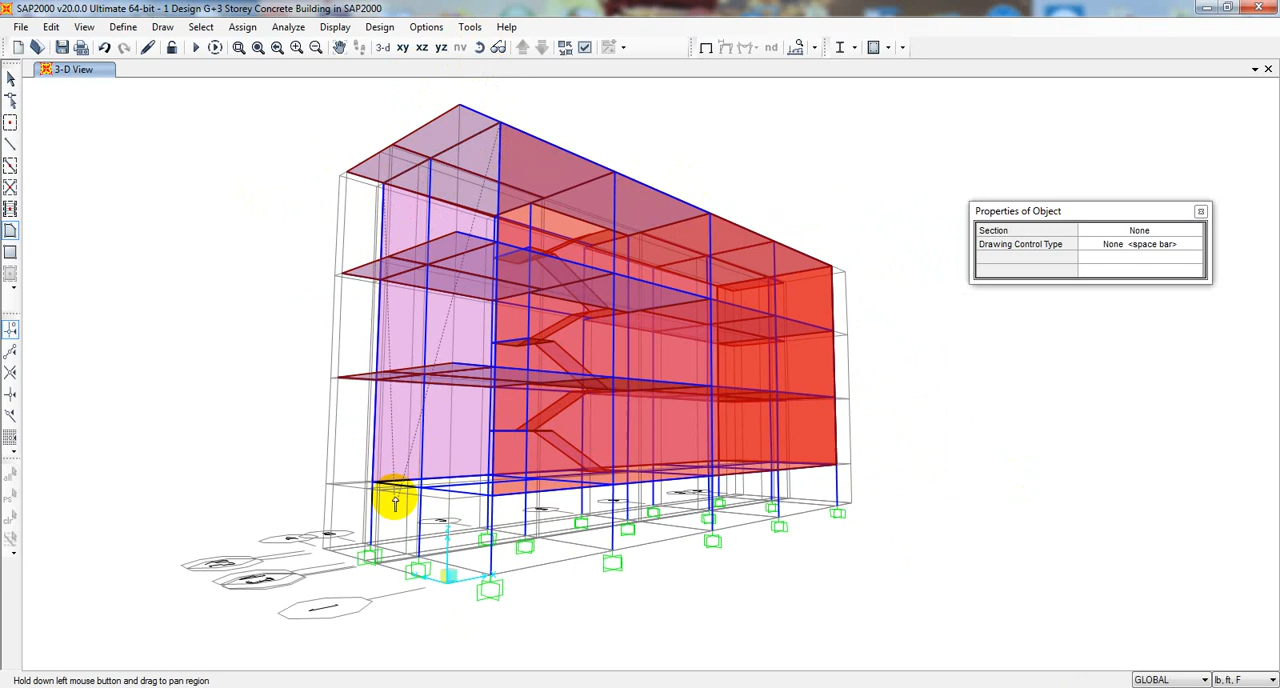 SAP2000 v20.0.0 Ultimate 64-bit - 1 Design G+3 Storey Concrete Building in SAP2000
File Edit View Define Draw Select Assign Analyze Display Design Options Tools Help
3-d xy xz yz nv nd
3-D View
Properties of Object
Section None
Drawing Control Type None <space bar>
all
PS
clr
Hold down left mouse button and drag to pan region
GLOBAL lb, ft, F